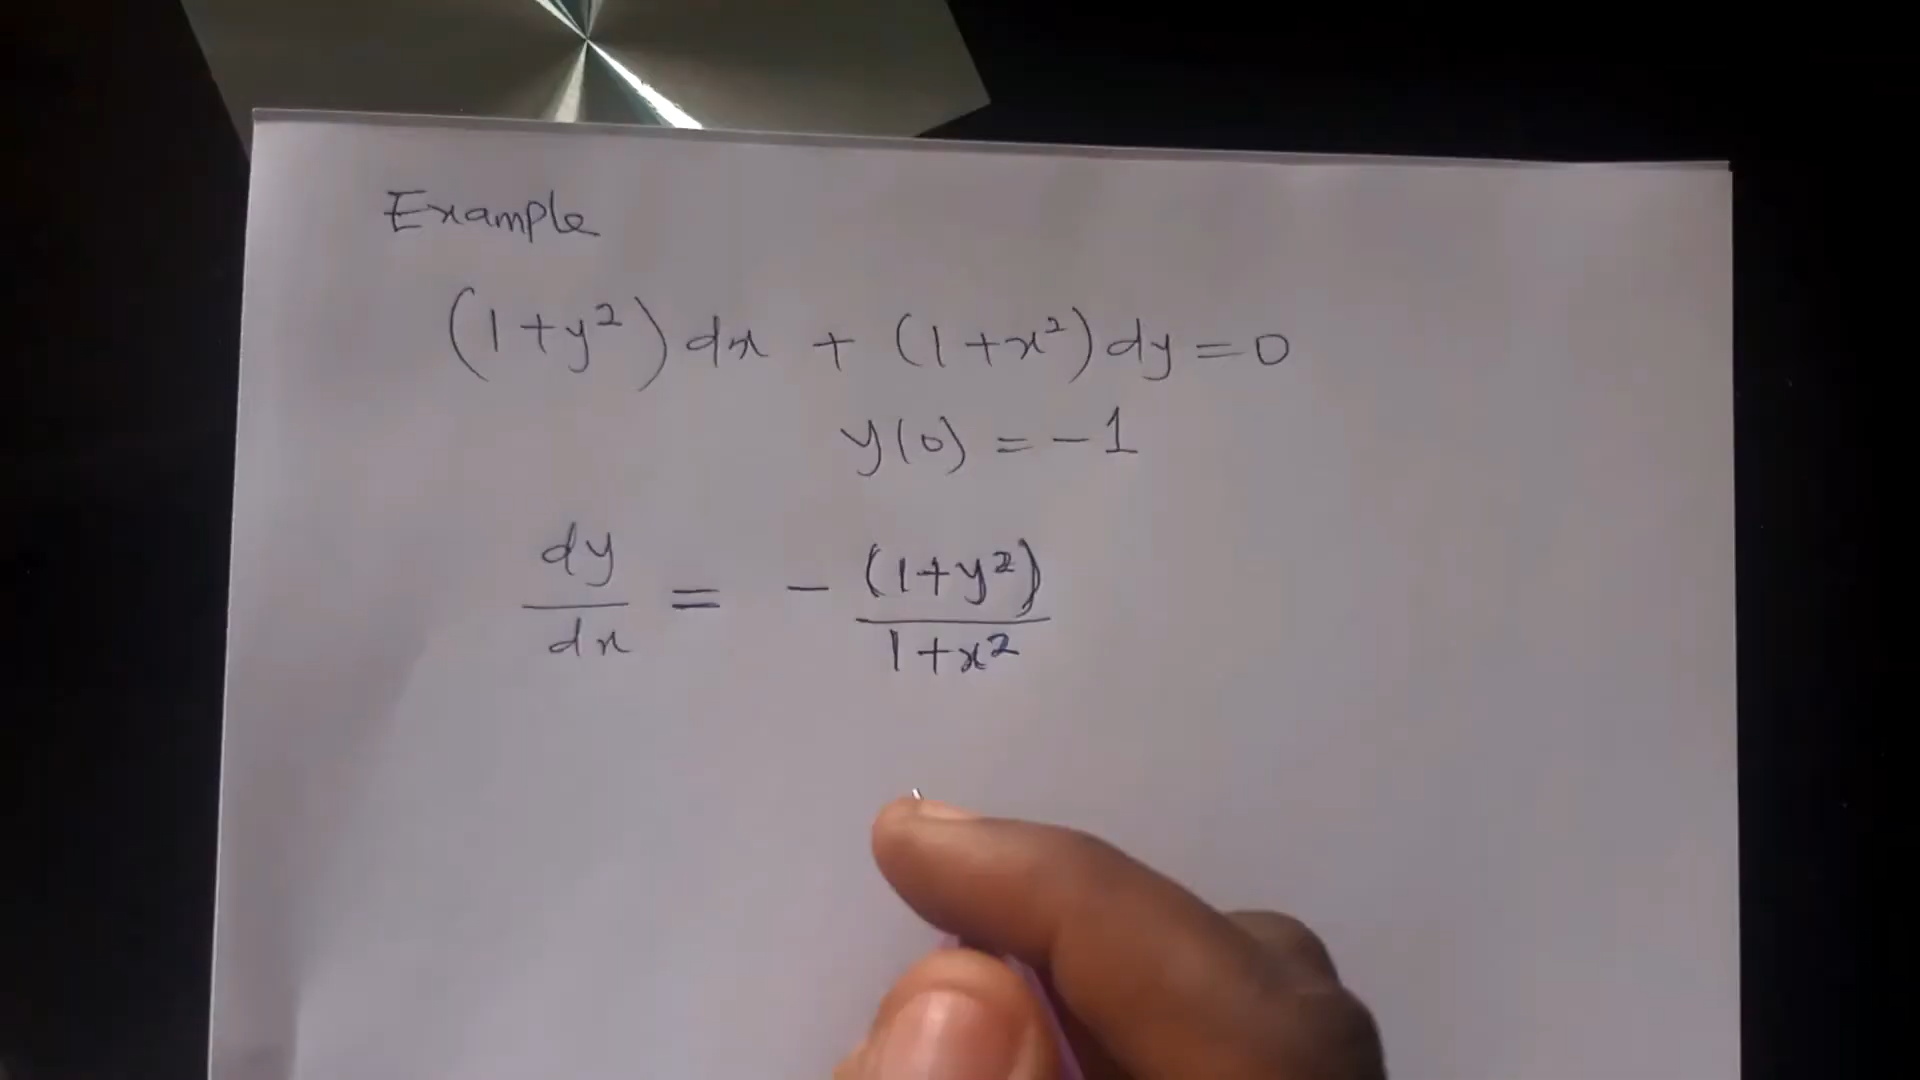 Example
(1+y²) dx + (1+x²) dy = 0
y(0) = -1
dy/dx = - (1+y²)/1+x²